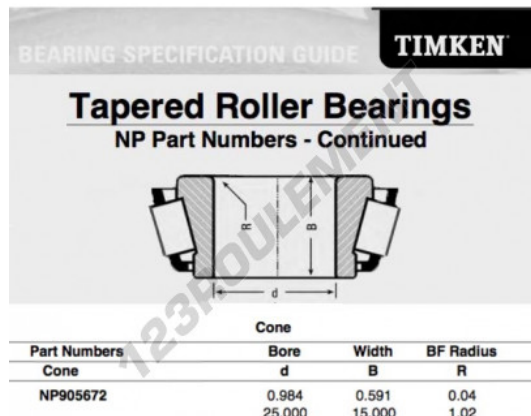 BEARING SPECIFICATION GUIDE
TIMKEN
Tapered Roller Bearings
NP Part Numbers - Continued
R
B
d
123ROULEMENT
Cone
Part Numbers Bore Width BF Radius
Cone d B R
NP905672 0.984 0.591 0.04
25.000 15.000 1.02